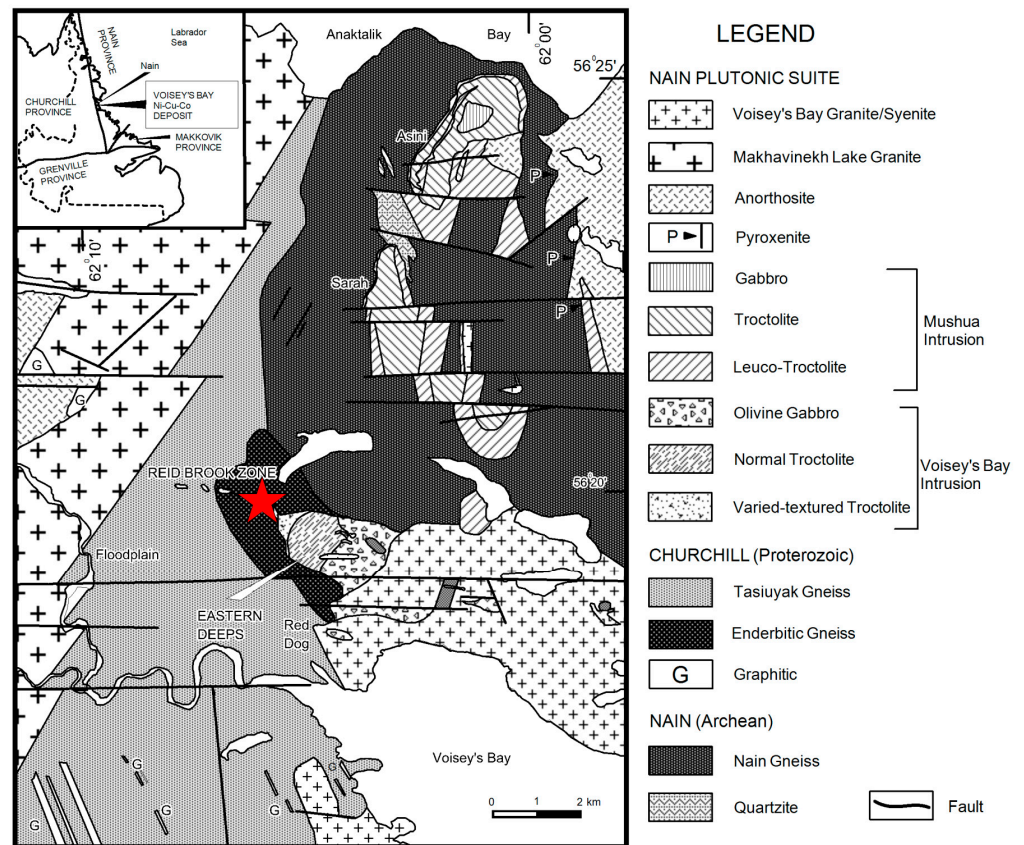 Anaktalik Bay
62°00'
56°25'
NAIN PROVINCE
Labrador
Sea
Nain
CHURCHILL
PROVINCE
VOISEY'S BAY
Ni-Cu-Co
DEPOSIT
MAKKOVIK
PROVINCE
GRENVILLE
PROVINCE
62°10'
Asini
P
P
Sarah
P
G
G
REID BROOK ZONE
56°20'
Floodplain
EASTERN
DEEPS
Red
Dog
Voisey's Bay
G
G
G
G
G
0 1 2 km
LEGEND
NAIN PLUTONIC SUITE
Voisey's Bay Granite/Syenite
Makhavinekh Lake Granite
Anorthosite
P Pyroxenite
Gabbro
Troctolite
Leuco-Troctolite
Mushua
Intrusion
Olivine Gabbro
Normal Troctolite
Varied-textured Troctolite
Voisey's Bay
Intrusion
CHURCHILL (Proterozoic)
Tasiuyak Gneiss
Enderbitic Gneiss
G Graphitic
NAIN (Archean)
Nain Gneiss
Quartzite
Fault